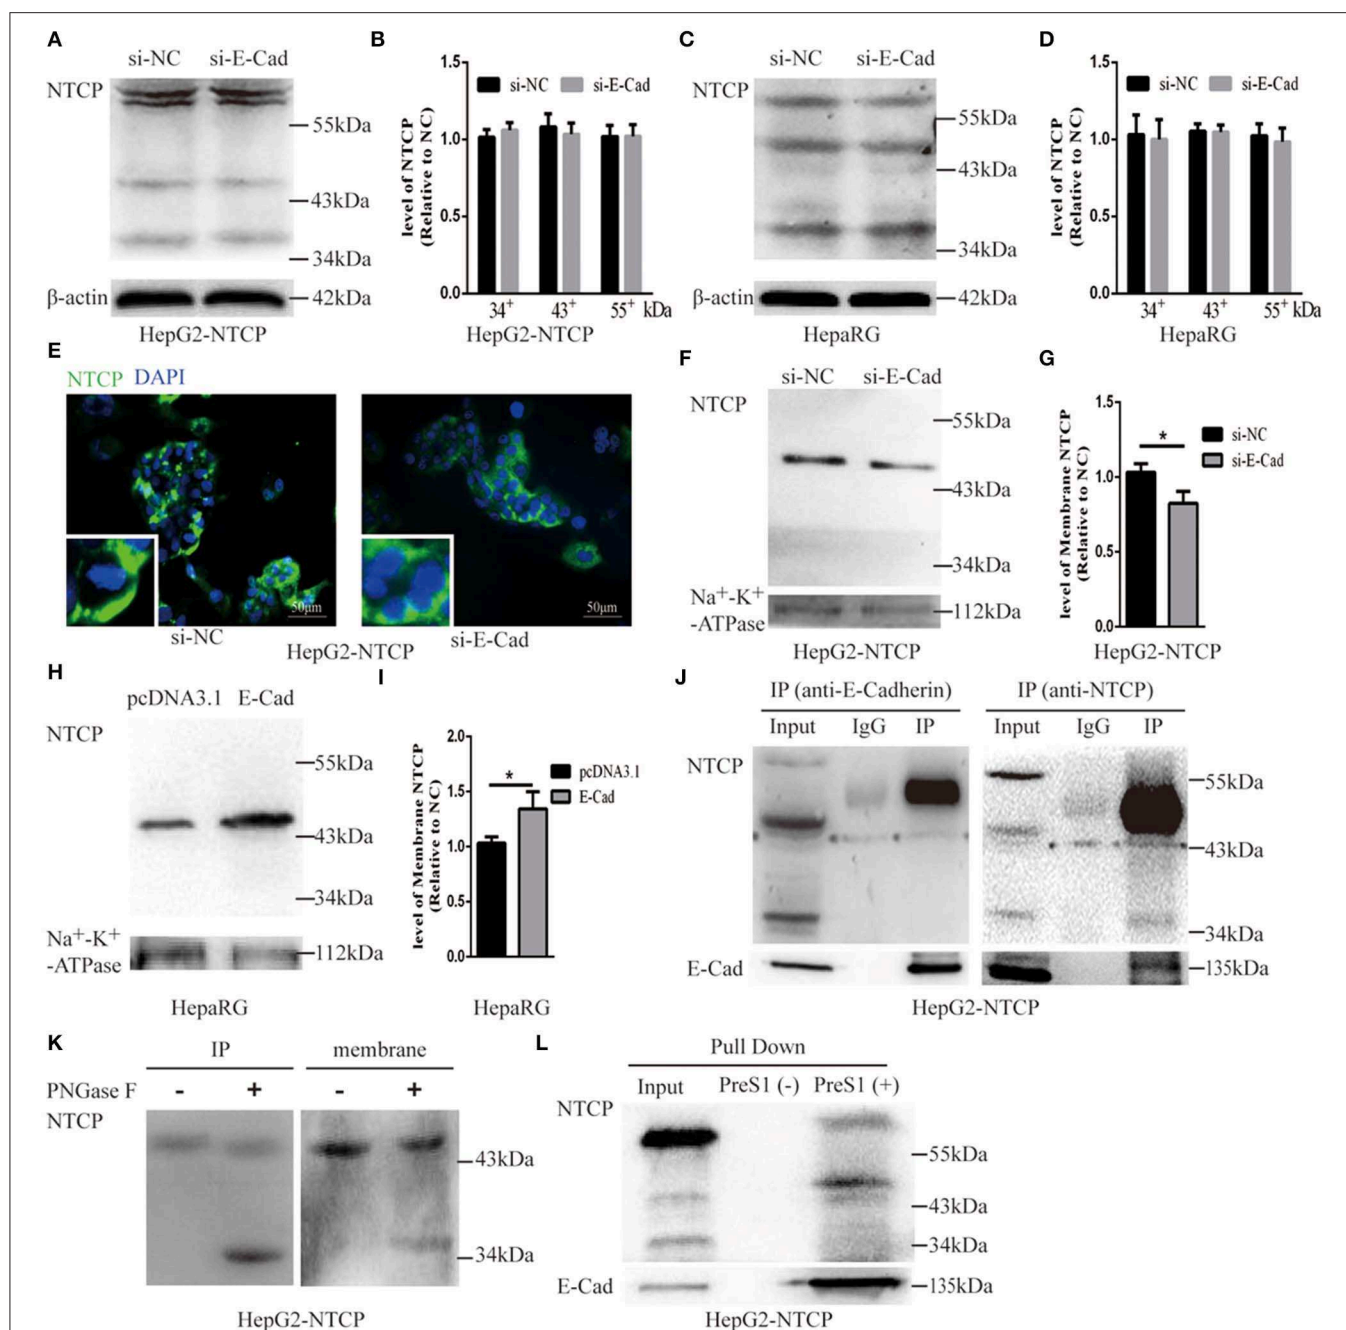 A
si-NC si-E-Cad
NTCP
55kDa
43kDa
34kDa
β-actin
42kDa
HepG2-NTCP
B
1.5
1.0
0.5
0.0
level of NTCP
(Relative to NC)
si-NC si-E-Cad
34+ 43+ 55+ kDa
HepG2-NTCP
C
si-NC si-E-Cad
NTCP
55kDa
43kDa
34kDa
β-actin
42kDa
HepaRG
D
1.5
1.0
0.5
0.0
level of NTCP
(Relative to NC)
si-NC si-E-Cad
34+ 43+ 55+ kDa
HepaRG
E
NTCP DAPI
50μm
50μm
si-NC
si-E-Cad
HepG2-NTCP
F
si-NC si-E-Cad
NTCP
55kDa
43kDa
34kDa
Na+-K+
-ATPase
112kDa
HepG2-NTCP
G
1.5
1.0
0.5
0.0
level of Membrane NTCP
(Relative to NC)
*
si-NC
si-E-Cad
HepG2-NTCP
H
pcDNA3.1 E-Cad
NTCP
55kDa
43kDa
34kDa
Na+-K+
-ATPase
112kDa
HepaRG
I
2.0
1.5
1.0
0.5
0.0
level of Membrane NTCP
(Relative to NC)
*
pcDNA3.1
E-Cad
HepaRG
J
IP (anti-E-Cadherin) IP (anti-NTCP)
Input IgG IP Input IgG IP
NTCP
55kDa
43kDa
34kDa
E-Cad
135kDa
HepG2-NTCP
K
IP membrane
PNGase F - + - +
NTCP
43kDa
34kDa
HepG2-NTCP
L
Pull Down
Input PreS1 (-) PreS1 (+)
NTCP
55kDa
43kDa
34kDa
E-Cad
135kDa
HepG2-NTCP